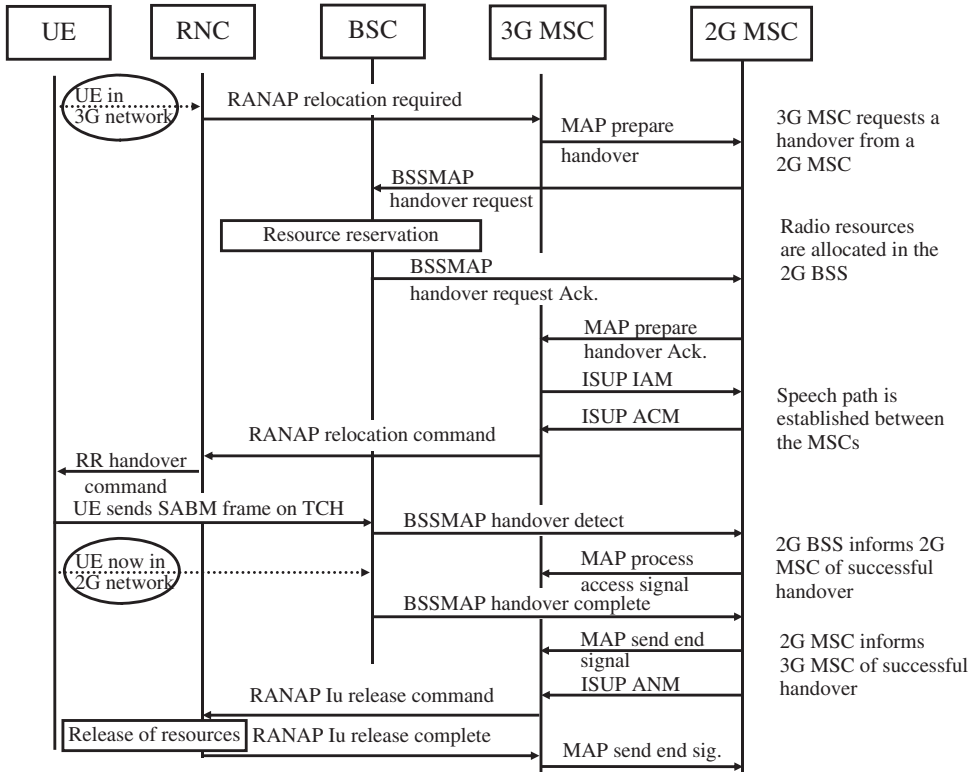 UE
RNC
BSC
3G MSC
2G MSC
UE in
3G network
RANAP relocation required
MAP prepare
handover
3G MSC requests a
handover from a
2G MSC
BSSMAP
handover request
Resource reservation
Radio resources
are allocated in the
2G BSS
BSSMAP
handover request Ack.
MAP prepare
handover Ack.
ISUP IAM
ISUP ACM
Speech path is
established between
the MSCs
RANAP relocation command
RR handover
command
UE sends SABM frame on TCH
BSSMAP handover detect
UE now in
2G network
MAP process
access signal
2G BSS informs 2G
MSC of successful
handover
BSSMAP handover complete
MAP send end
signal
ISUP ANM
2G MSC informs
3G MSC of successful
handover
RANAP Iu release command
Release of resources
RANAP Iu release complete
MAP send end sig.